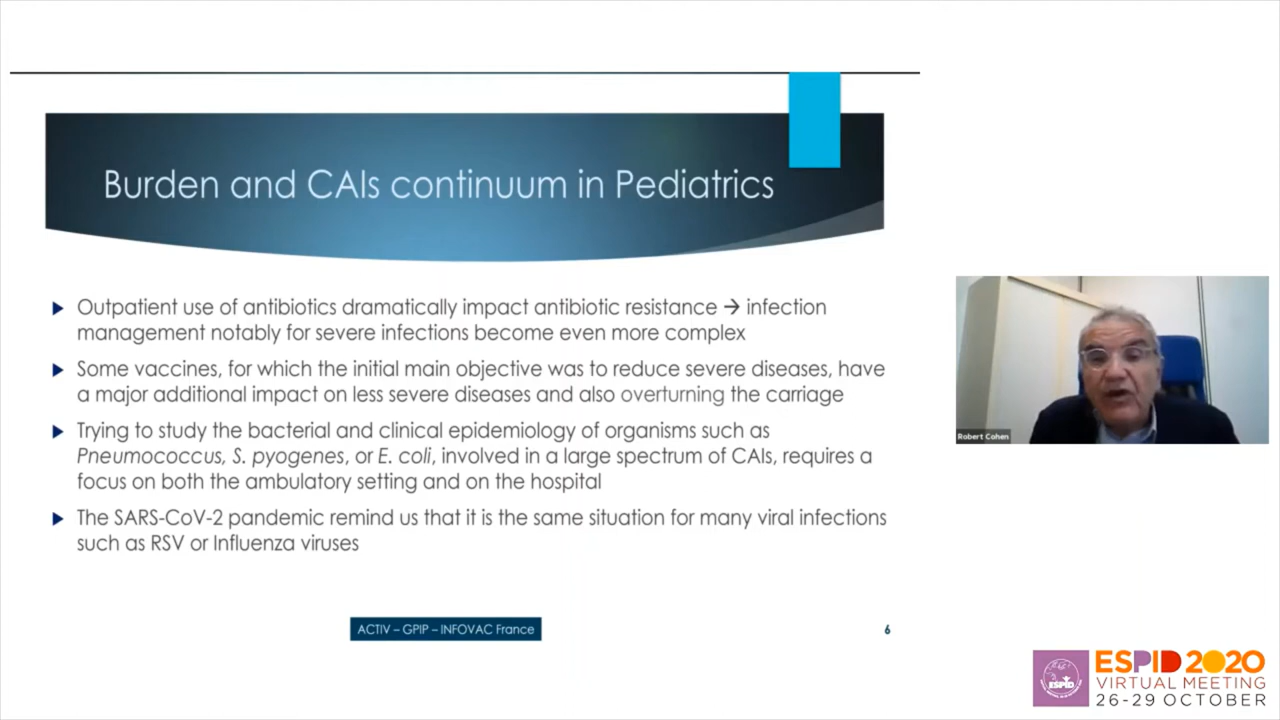 Burden and CAIs continuum in Pediatrics
Outpatient use of antibiotics dramatically impact antibiotic resistance → infection
management notably for severe infections become even more complex
Some vaccines, for which the initial main objective was to reduce severe diseases, have
a major additional impact on less severe diseases and also overturning the carriage
Trying to study the bacterial and clinical epidemiology of organisms such as
Pneumococcus, S. pyogenes, or E. coli, involved in a large spectrum of CAIs, requires a
focus on both the ambulatory setting and on the hospital
The SARS-CoV-2 pandemic remind us that it is the same situation for many viral infections
such as RSV or Influenza viruses
ACTIV – GPIP – INFOVAC France
6
Robert Cohen
ESPID
ESPID 2020
VIRTUAL MEETING
26-29 OCTOBER